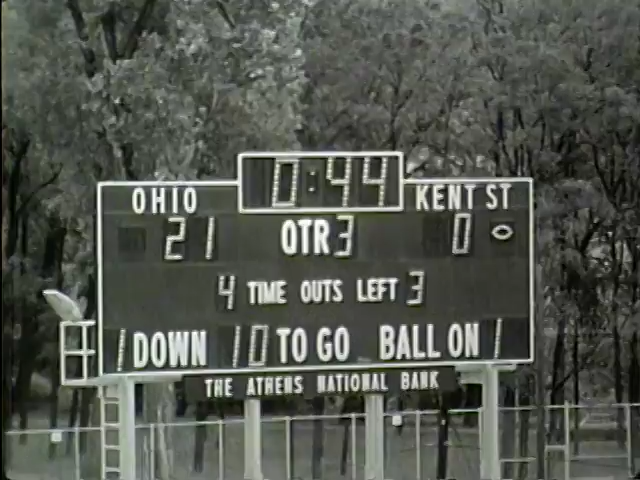 0:44
OHIO KENT ST
21 QTR 3 0
4 TIME OUTS LEFT 3
1 DOWN 10 TO GO BALL ON 1
THE ATHENS NATIONAL BANK